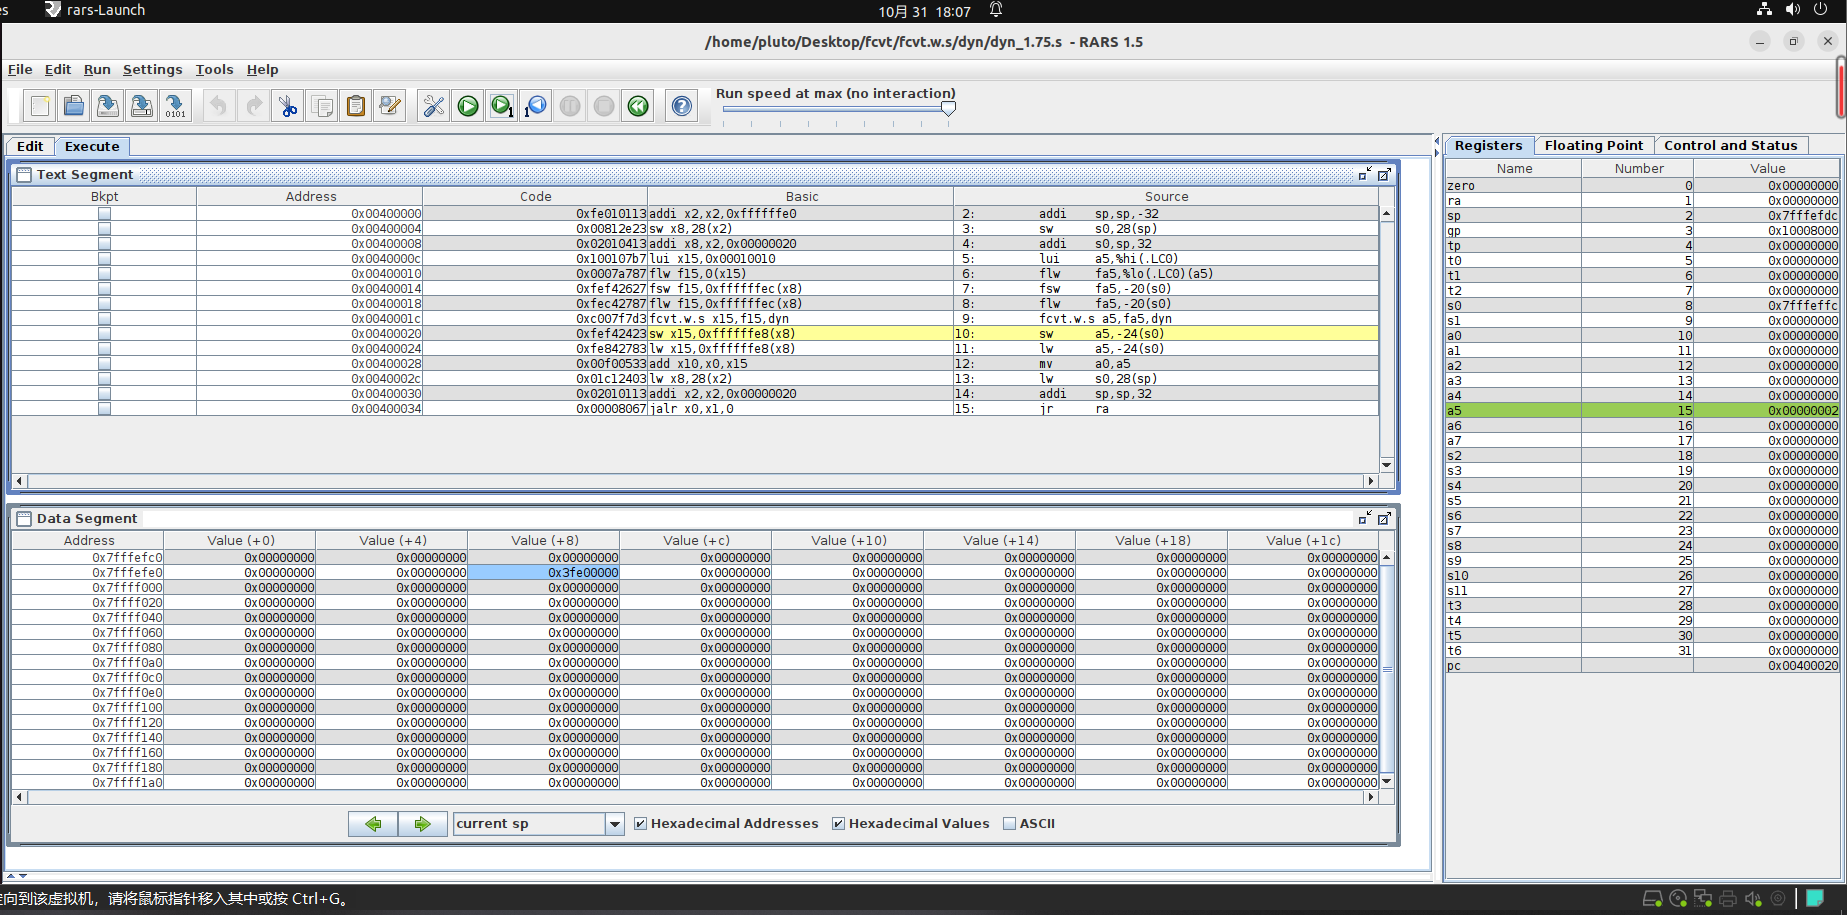 es rars-Launch 10月 31 18:07
/home/pluto/Desktop/fcvt/fcvt.w.s/dyn/dyn_1.75.s - RARS 1.5
File Edit Run Settings Tools Help
Run speed at max (no interaction)
Edit Execute
Text Segment
Bkpt Address Code Basic Source
0x00400000 0xfe010113 addi x2,x2,0xffffffe0 2: addi sp,sp,-32
0x00400004 0x00812e23 sw x8,28(x2) 3: sw s0,28(sp)
0x00400008 0x02010413 addi x8,x2,0x00000020 4: addi s0,sp,32
0x0040000c 0x100107b7 lui x15,0x00010010 5: lui a5,%hi(.LC0)
0x00400010 0x0007a787 flw f15,0(x15) 6: flw fa5,%lo(.LC0)(a5)
0x00400014 0xfef42627 fsw f15,0xffffffec(x8) 7: fsw fa5,-20(s0)
0x00400018 0xfec42787 flw f15,0xffffffec(x8) 8: flw fa5,-20(s0)
0x0040001c 0xc007f7d3 fcvt.w.s x15,f15,dyn 9: fcvt.w.s a5,fa5,dyn
0x00400020 0xfef42423 sw x15,0xffffffe8(x8) 10: sw a5,-24(s0)
0x00400024 0xfe842783 lw x15,0xffffffe8(x8) 11: lw a5,-24(s0)
0x00400028 0x00f00533 add x10,x0,x15 12: mv a0,a5
0x0040002c 0x01c12403 lw x8,28(x2) 13: lw s0,28(sp)
0x00400030 0x02010113 addi x2,x2,0x00000020 14: addi sp,sp,32
0x00400034 0x00008067 jalr x0,x1,0 15: jr ra
Data Segment
Address Value (+0) Value (+4) Value (+8) Value (+c) Value (+10) Value (+14) Value (+18) Value (+1c)
0x7fffefc0 0x00000000 0x00000000 0x00000000 0x00000000 0x00000000 0x00000000 0x00000000 0x00000000
0x7fffefe0 0x00000000 0x00000000 0x3fe00000 0x00000000 0x00000000 0x00000000 0x00000000 0x00000000
0x7ffff000 0x00000000 0x00000000 0x00000000 0x00000000 0x00000000 0x00000000 0x00000000 0x00000000
0x7ffff020 0x00000000 0x00000000 0x00000000 0x00000000 0x00000000 0x00000000 0x00000000 0x00000000
0x7ffff040 0x00000000 0x00000000 0x00000000 0x00000000 0x00000000 0x00000000 0x00000000 0x00000000
0x7ffff060 0x00000000 0x00000000 0x00000000 0x00000000 0x00000000 0x00000000 0x00000000 0x00000000
0x7ffff080 0x00000000 0x00000000 0x00000000 0x00000000 0x00000000 0x00000000 0x00000000 0x00000000
0x7ffff0a0 0x00000000 0x00000000 0x00000000 0x00000000 0x00000000 0x00000000 0x00000000 0x00000000
0x7ffff0c0 0x00000000 0x00000000 0x00000000 0x00000000 0x00000000 0x00000000 0x00000000 0x00000000
0x7ffff0e0 0x00000000 0x00000000 0x00000000 0x00000000 0x00000000 0x00000000 0x00000000 0x00000000
0x7ffff100 0x00000000 0x00000000 0x00000000 0x00000000 0x00000000 0x00000000 0x00000000 0x00000000
0x7ffff120 0x00000000 0x00000000 0x00000000 0x00000000 0x00000000 0x00000000 0x00000000 0x00000000
0x7ffff140 0x00000000 0x00000000 0x00000000 0x00000000 0x00000000 0x00000000 0x00000000 0x00000000
0x7ffff160 0x00000000 0x00000000 0x00000000 0x00000000 0x00000000 0x00000000 0x00000000 0x00000000
0x7ffff180 0x00000000 0x00000000 0x00000000 0x00000000 0x00000000 0x00000000 0x00000000 0x00000000
0x7ffff1a0 0x00000000 0x00000000 0x00000000 0x00000000 0x00000000 0x00000000 0x00000000 0x00000000
current sp Hexadecimal Addresses Hexadecimal Values ASCII
Registers Floating Point Control and Status
Name Number Value
zero 0 0x00000000
ra 1 0x00000000
sp 2 0x7fffefdc
gp 3 0x10008000
tp 4 0x00000000
t0 5 0x00000000
t1 6 0x00000000
t2 7 0x00000000
s0 8 0x7fffeffc
s1 9 0x00000000
a0 10 0x00000000
a1 11 0x00000000
a2 12 0x00000000
a3 13 0x00000000
a4 14 0x00000000
a5 15 0x00000002
a6 16 0x00000000
a7 17 0x00000000
s2 18 0x00000000
s3 19 0x00000000
s4 20 0x00000000
s5 21 0x00000000
s6 22 0x00000000
s7 23 0x00000000
s8 24 0x00000000
s9 25 0x00000000
s10 26 0x00000000
s11 27 0x00000000
t3 28 0x00000000
t4 29 0x00000000
t5 30 0x00000000
t6 31 0x00000000
pc 0x00400020
向到该虚拟机，请将鼠标指针移入其中或按 Ctrl+G。